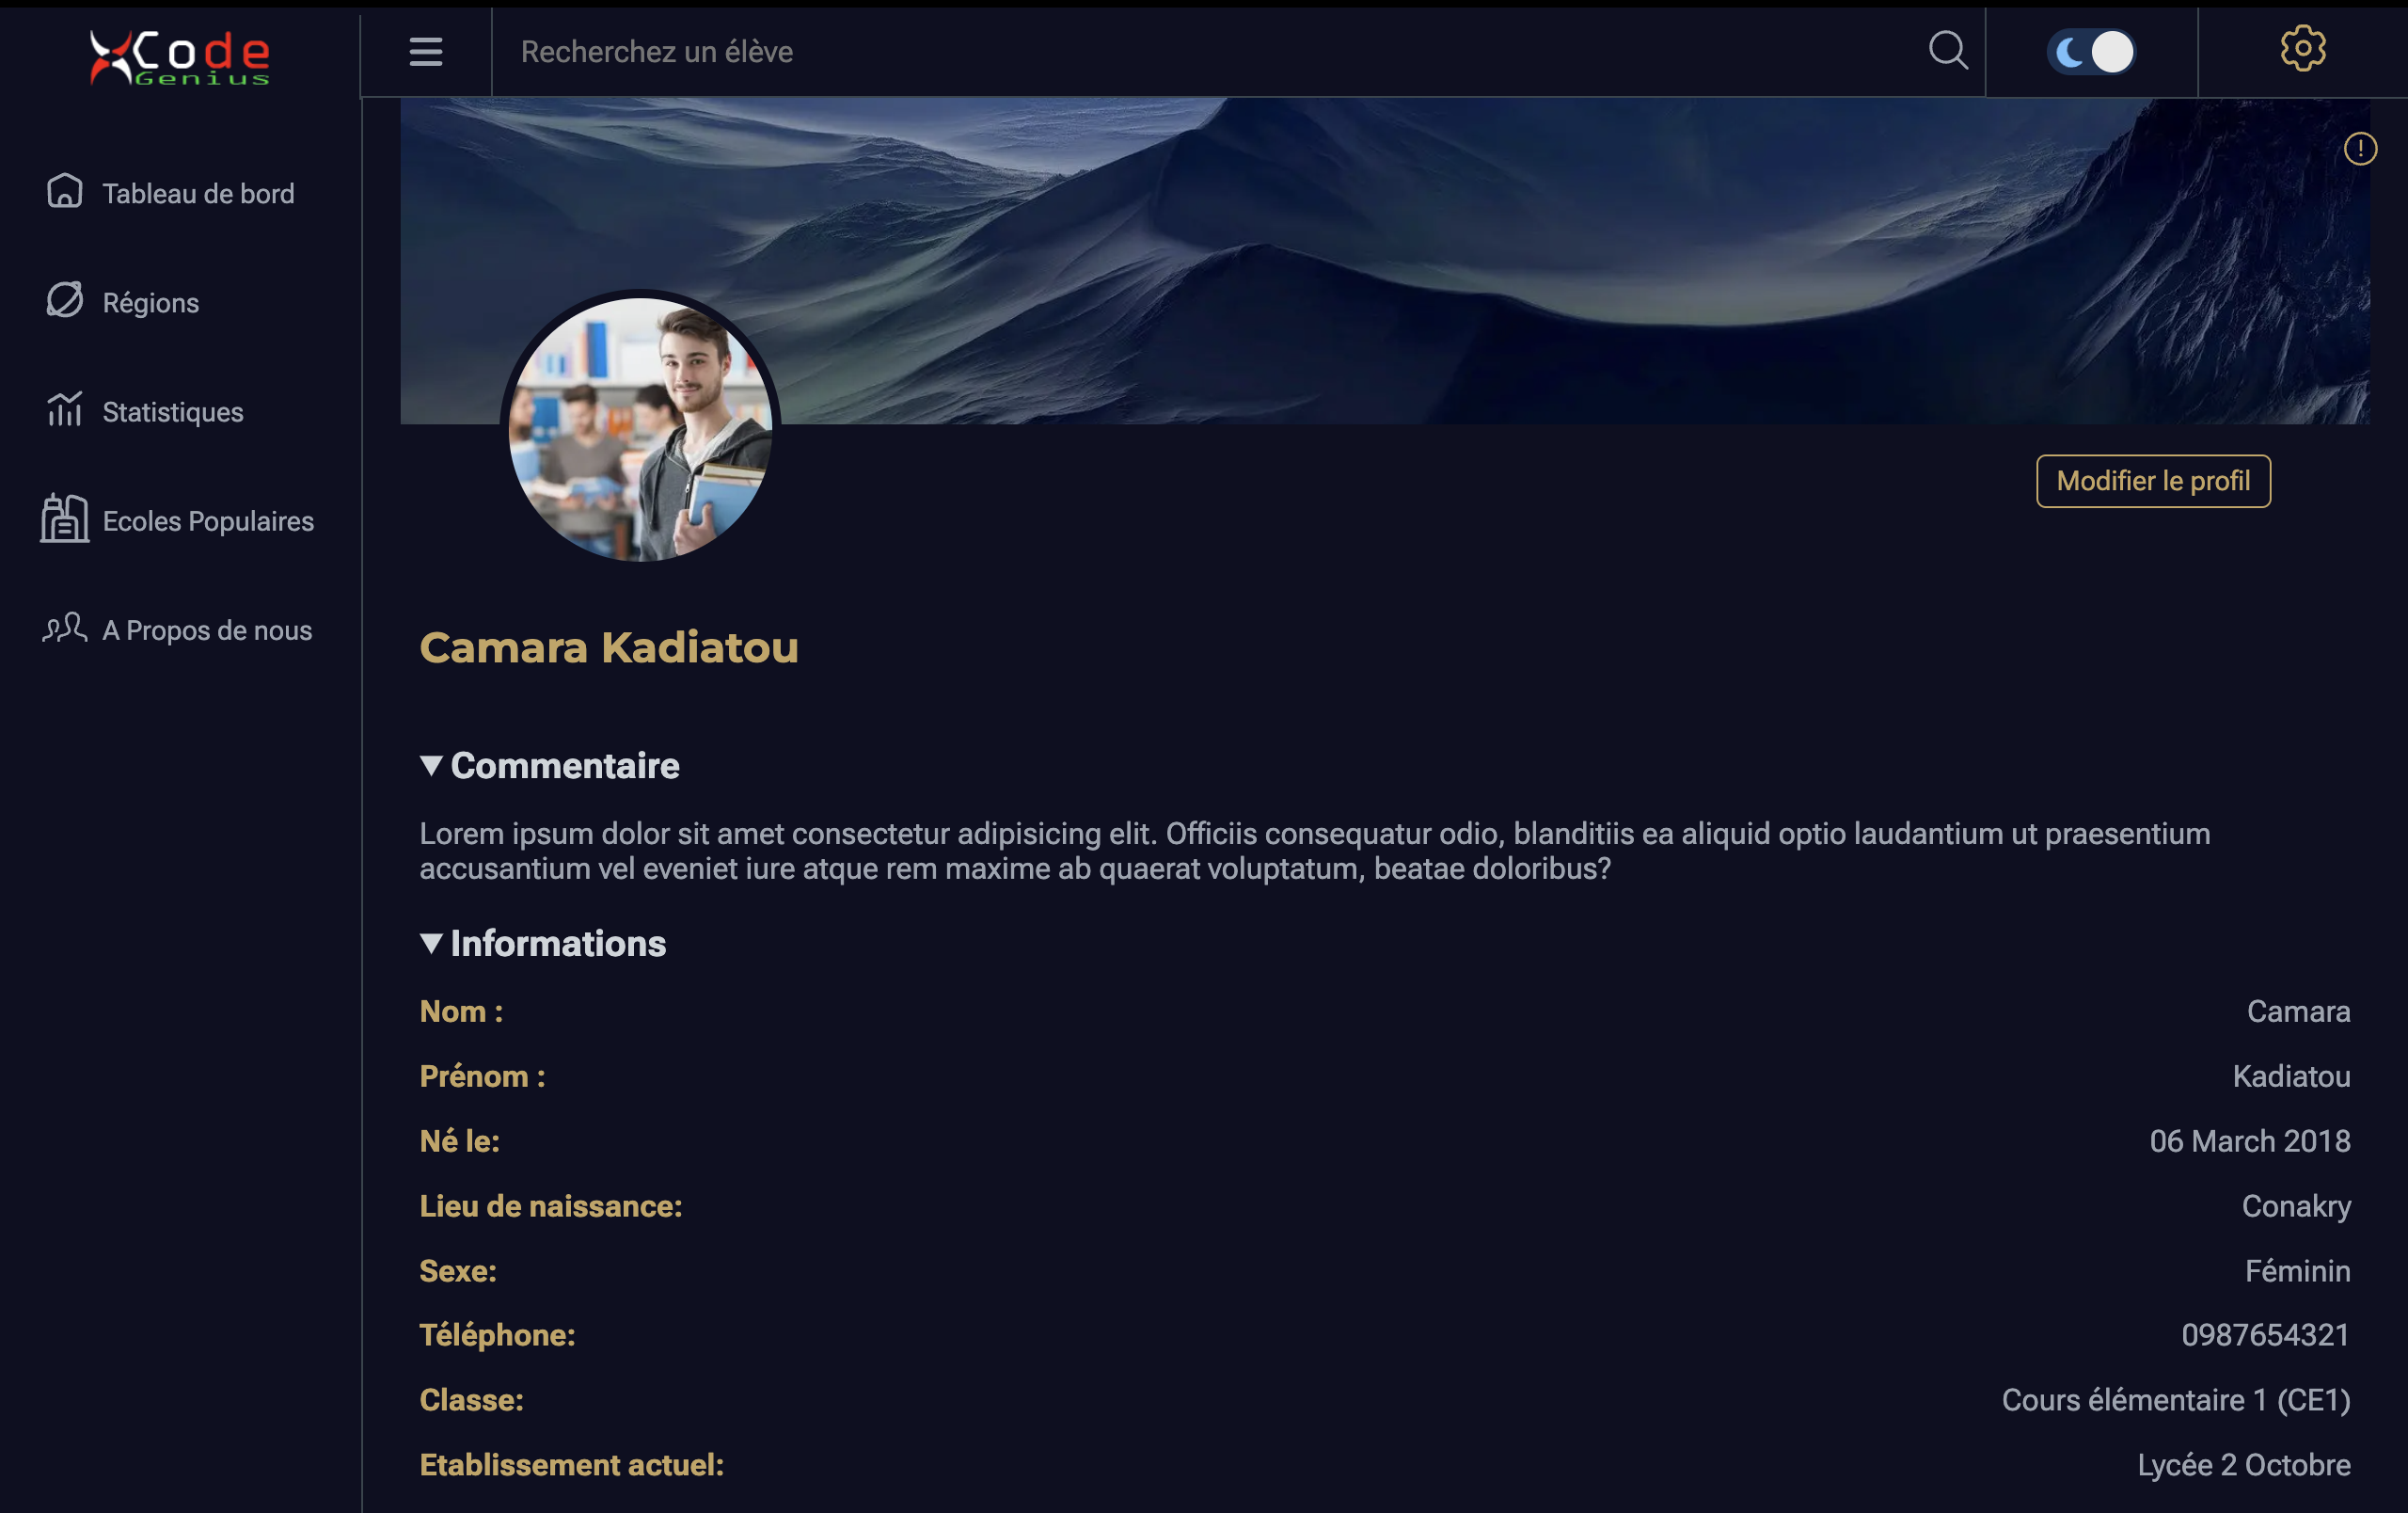 Code
Genius
Recherchez un élève
Tableau de bord
Régions
Statistiques
Ecoles Populaires
A Propos de nous
Modifier le profil
Camara Kadiatou
Commentaire
Lorem ipsum dolor sit amet consectetur adipisicing elit. Officiis consequatur odio, blanditiis ea aliquid optio laudantium ut praesentium
accusantium vel eveniet iure atque rem maxime ab quaerat voluptatum, beatae doloribus?
Informations
Nom : Camara
Prénom : Kadiatou
Né le: 06 March 2018
Lieu de naissance: Conakry
Sexe: Féminin
Téléphone: 0987654321
Classe: Cours élémentaire 1 (CE1)
Etablissement actuel: Lycée 2 Octobre